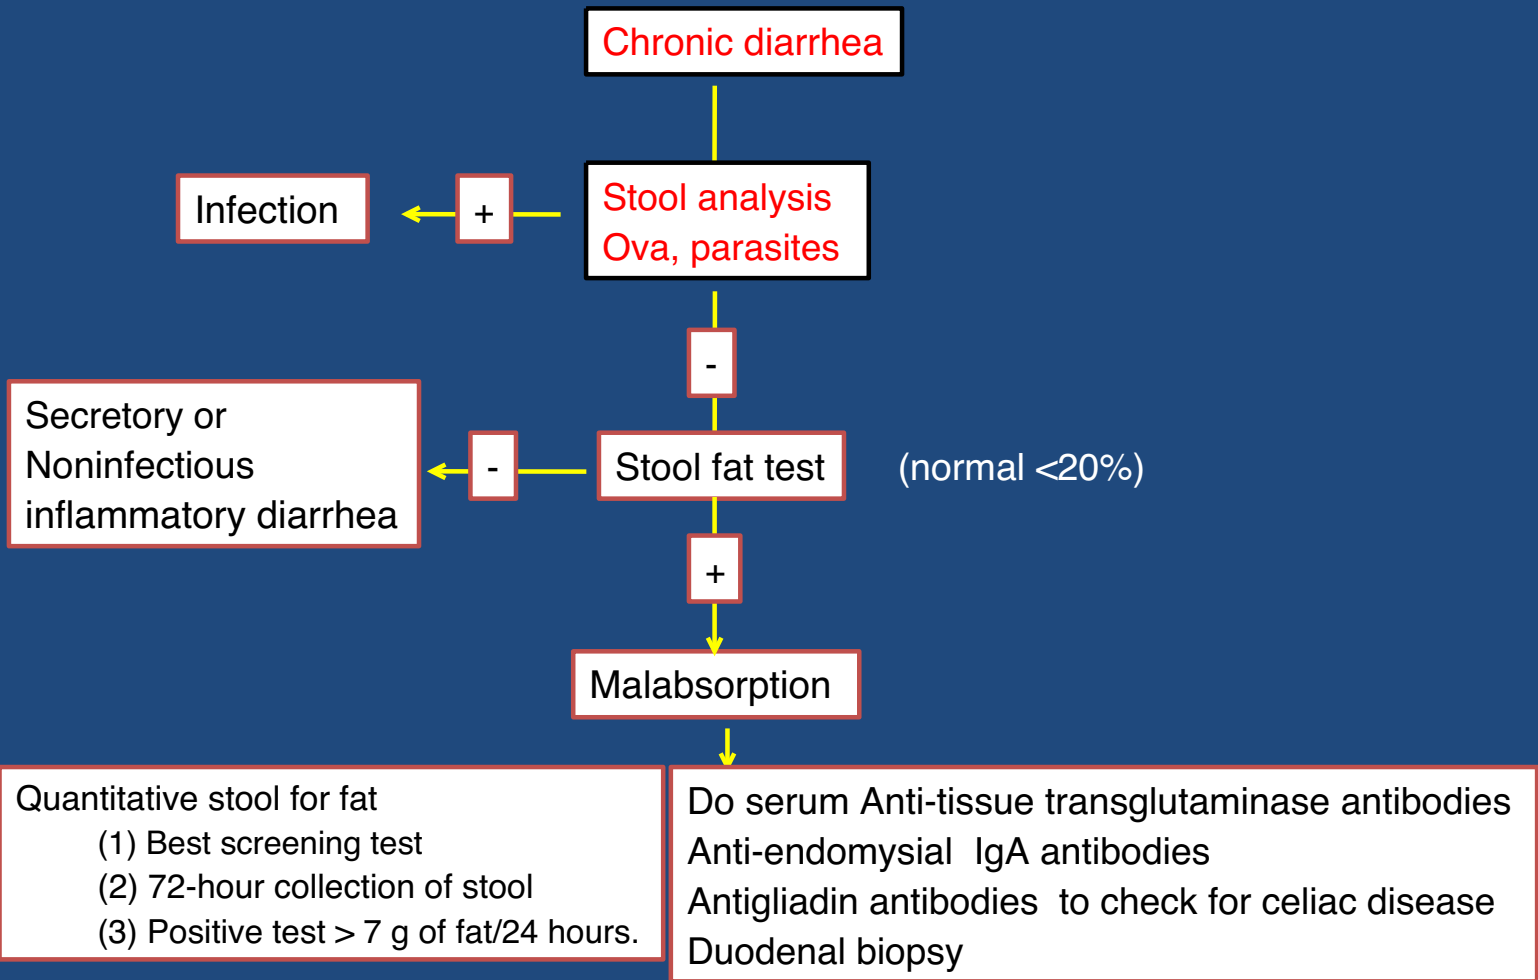 Chronic diarrhea
Stool analysis
Ova, parasites
+
Infection
-
Stool fat test
(normal <20%)
-
Secretory or
Noninfectious
inflammatory diarrhea
+
Malabsorption
Quantitative stool for fat
(1) Best screening test
(2) 72-hour collection of stool
(3) Positive test > 7 g of fat/24 hours.
Do serum Anti-tissue transglutaminase antibodies
Anti-endomysial IgA antibodies
Antigliadin antibodies to check for celiac disease
Duodenal biopsy